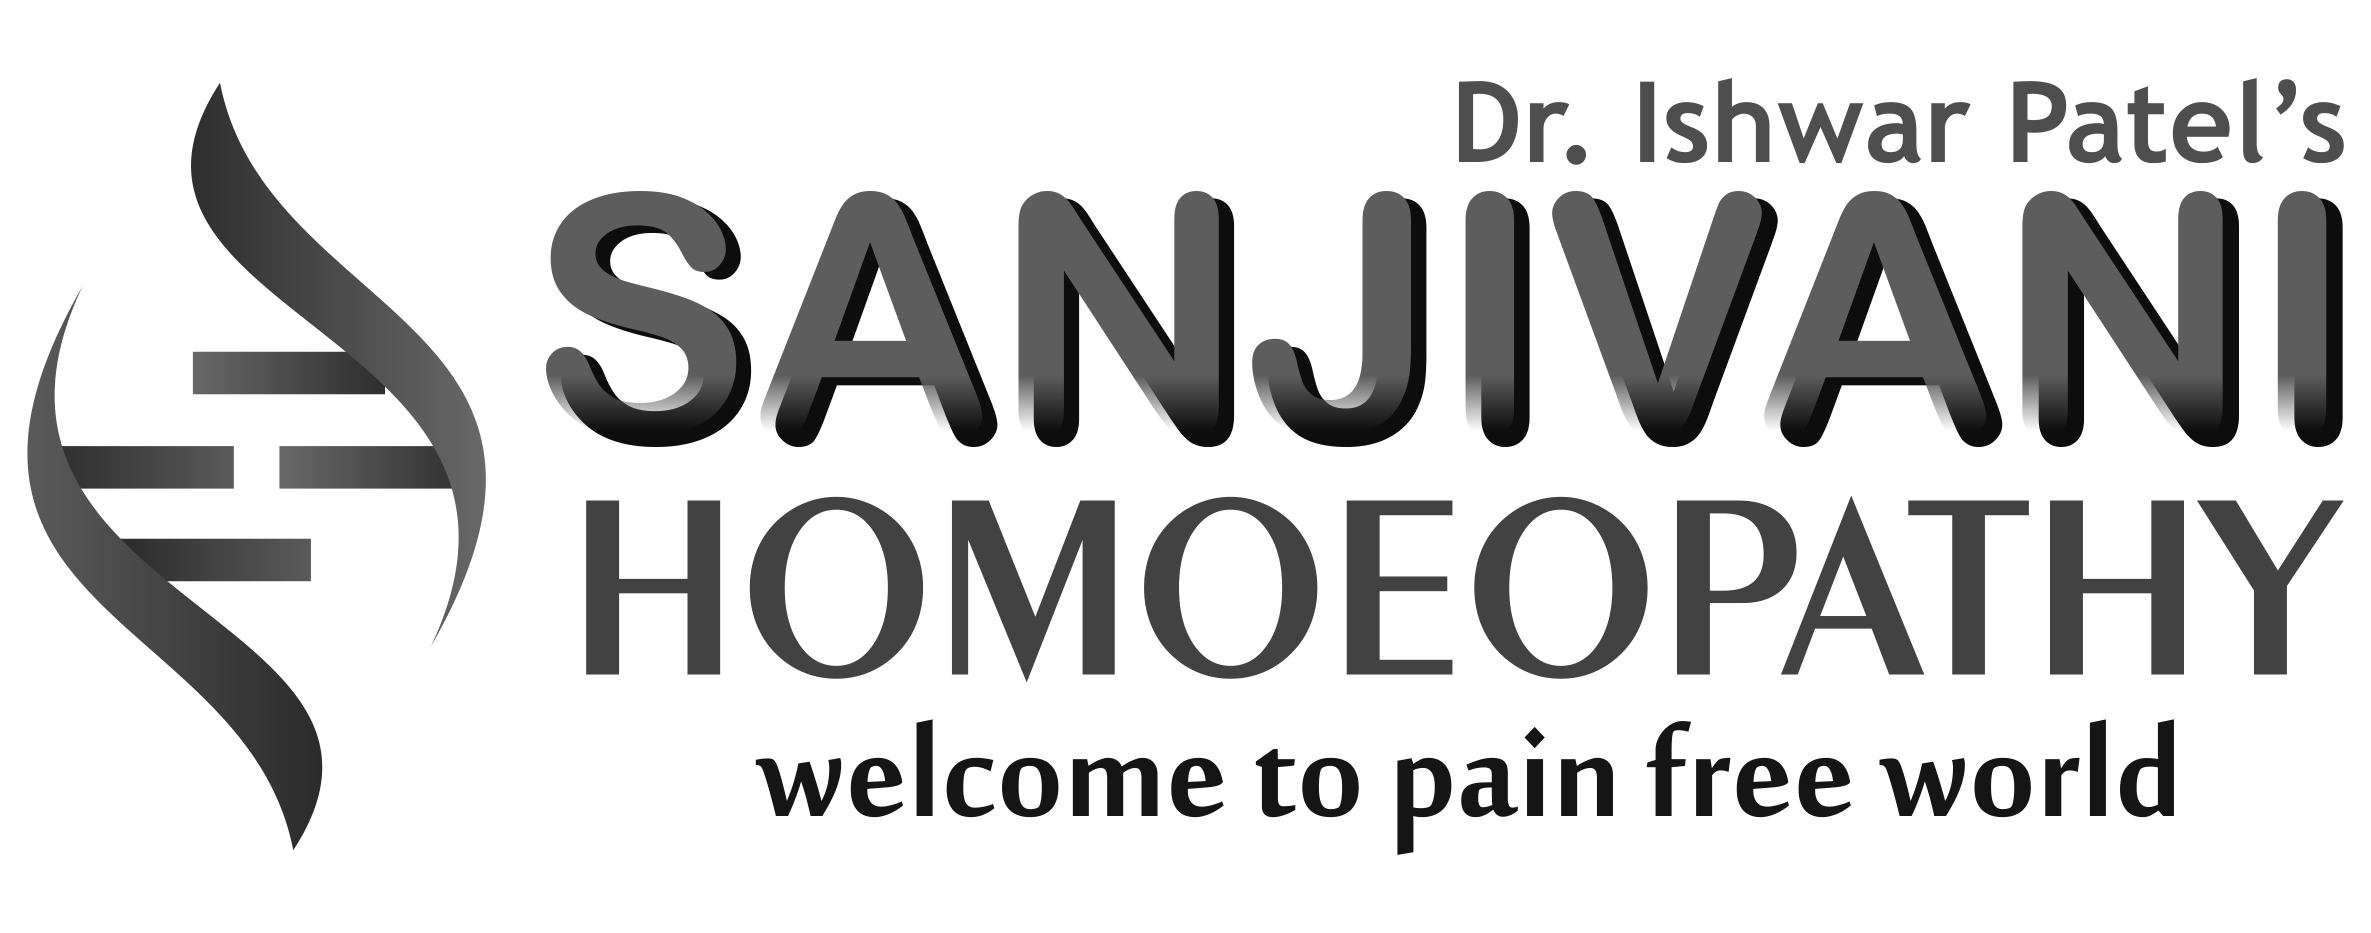 Dr. Ishwar Patel’s
SANJIVANI
HOMOEOPATHY
welcome to pain free world